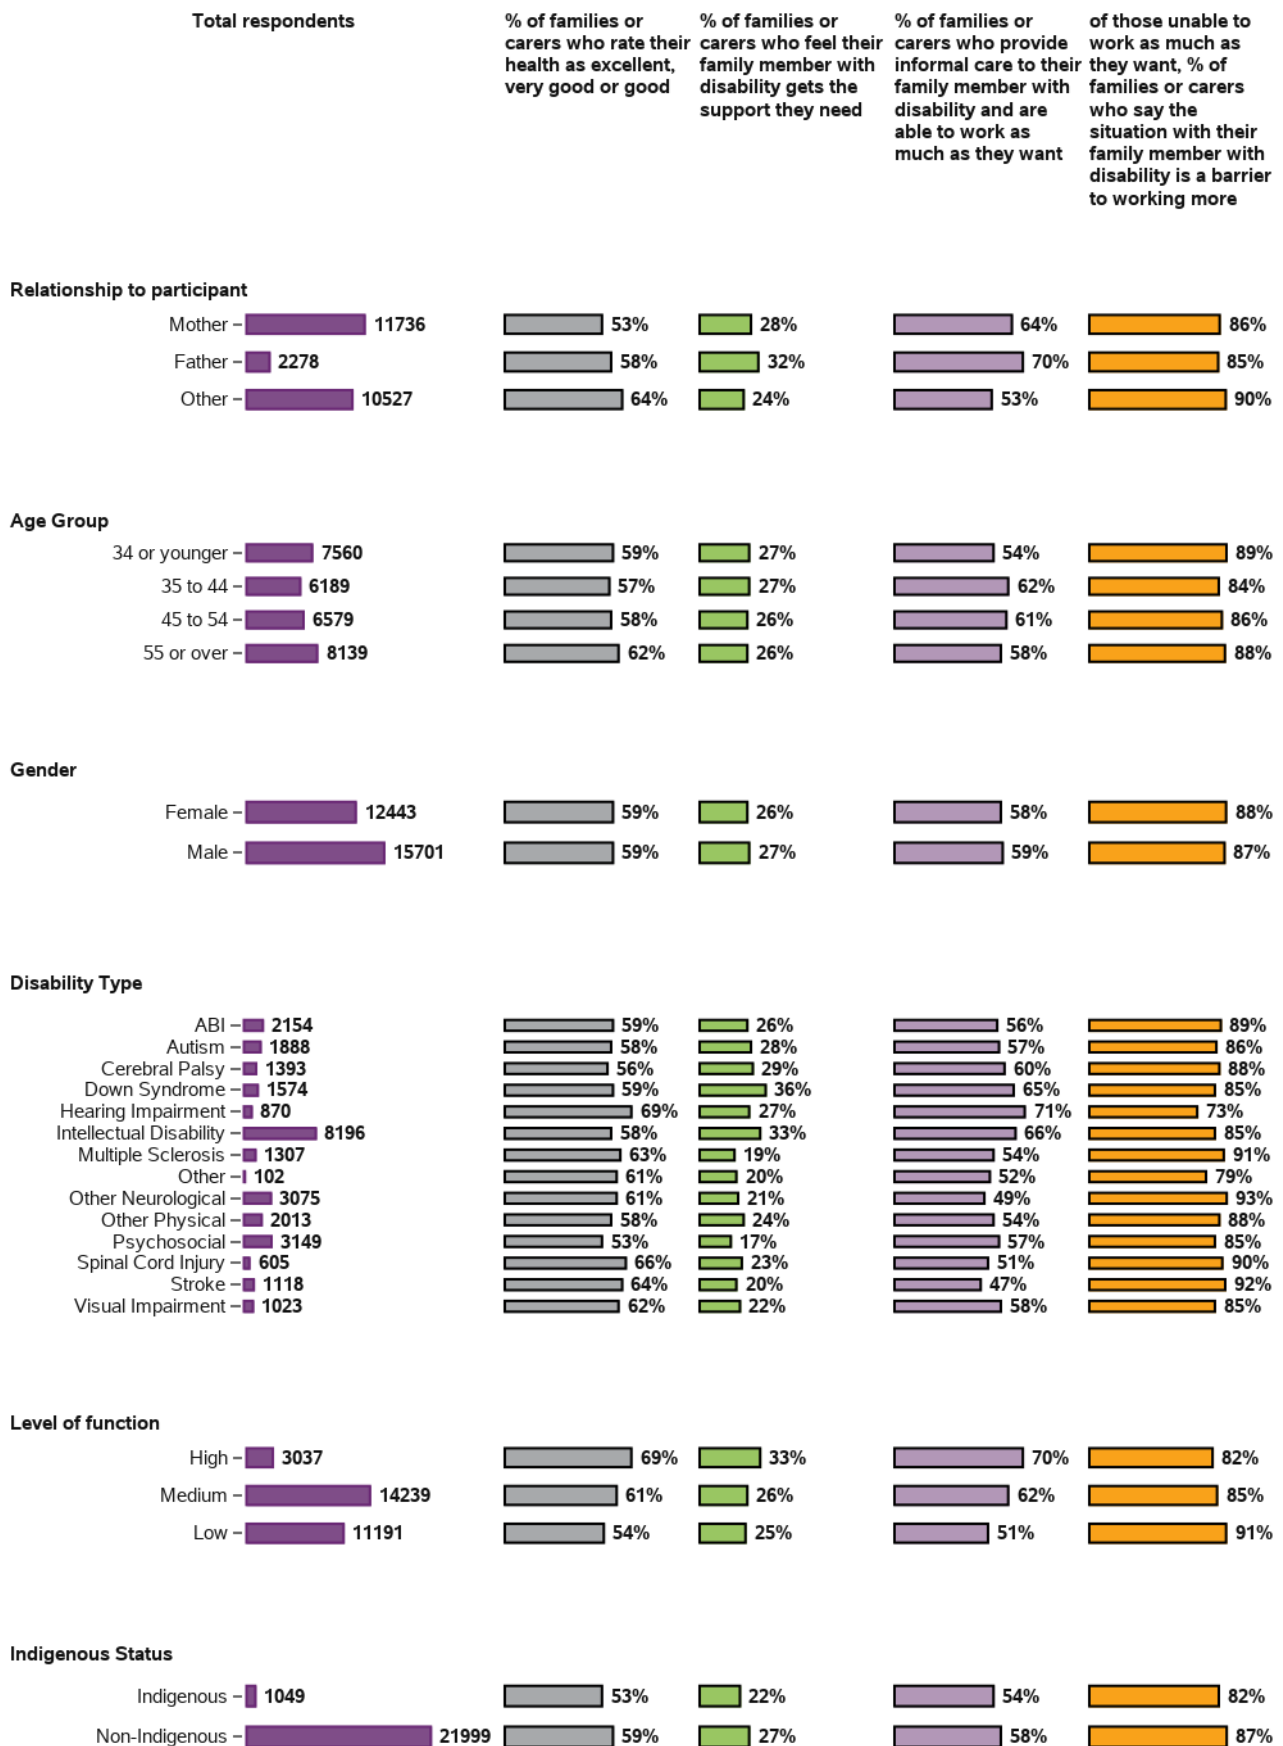 Total respondents
% of families or
carers who rate their
health as excellent,
very good or good
% of families or
carers who feel their
family member with
disability gets the
support they need
% of families or
carers who provide
informal care to their
family member with
disability and are
able to work as
much as they want
of those unable to
work as much as
they want, % of
families or carers
who say the
situation with their
family member with
disability is a barrier
to working more
Relationship to participant
Mother 11736 53% 28% 64% 86%
Father 2278 58% 32% 70% 85%
Other 10527 64% 24% 53% 90%
Age Group
34 or younger 7560 59% 27% 54% 89%
35 to 44 6189 57% 27% 62% 84%
45 to 54 6579 58% 26% 61% 86%
55 or over 8139 62% 26% 58% 88%
Gender
Female 12443 59% 26% 58% 88%
Male 15701 59% 27% 59% 87%
Disability Type
ABI 2154 59% 26% 56% 89%
Autism 1888 58% 28% 57% 86%
Cerebral Palsy 1393 56% 29% 60% 88%
Down Syndrome 1574 59% 36% 65% 85%
Hearing Impairment 870 69% 27% 71% 73%
Intellectual Disability 8196 58% 33% 66% 85%
Multiple Sclerosis 1307 63% 19% 54% 91%
Other 102 61% 20% 52% 79%
Other Neurological 3075 61% 21% 49% 93%
Other Physical 2013 58% 24% 54% 88%
Psychosocial 3149 53% 17% 57% 85%
Spinal Cord Injury 605 66% 23% 51% 90%
Stroke 1118 64% 20% 47% 92%
Visual Impairment 1023 62% 22% 58% 85%
Level of function
High 3037 69% 33% 70% 82%
Medium 14239 61% 26% 62% 85%
Low 11191 54% 25% 51% 91%
Indigenous Status
Indigenous 1049 53% 22% 54% 82%
Non-Indigenous 21999 59% 27% 58% 87%